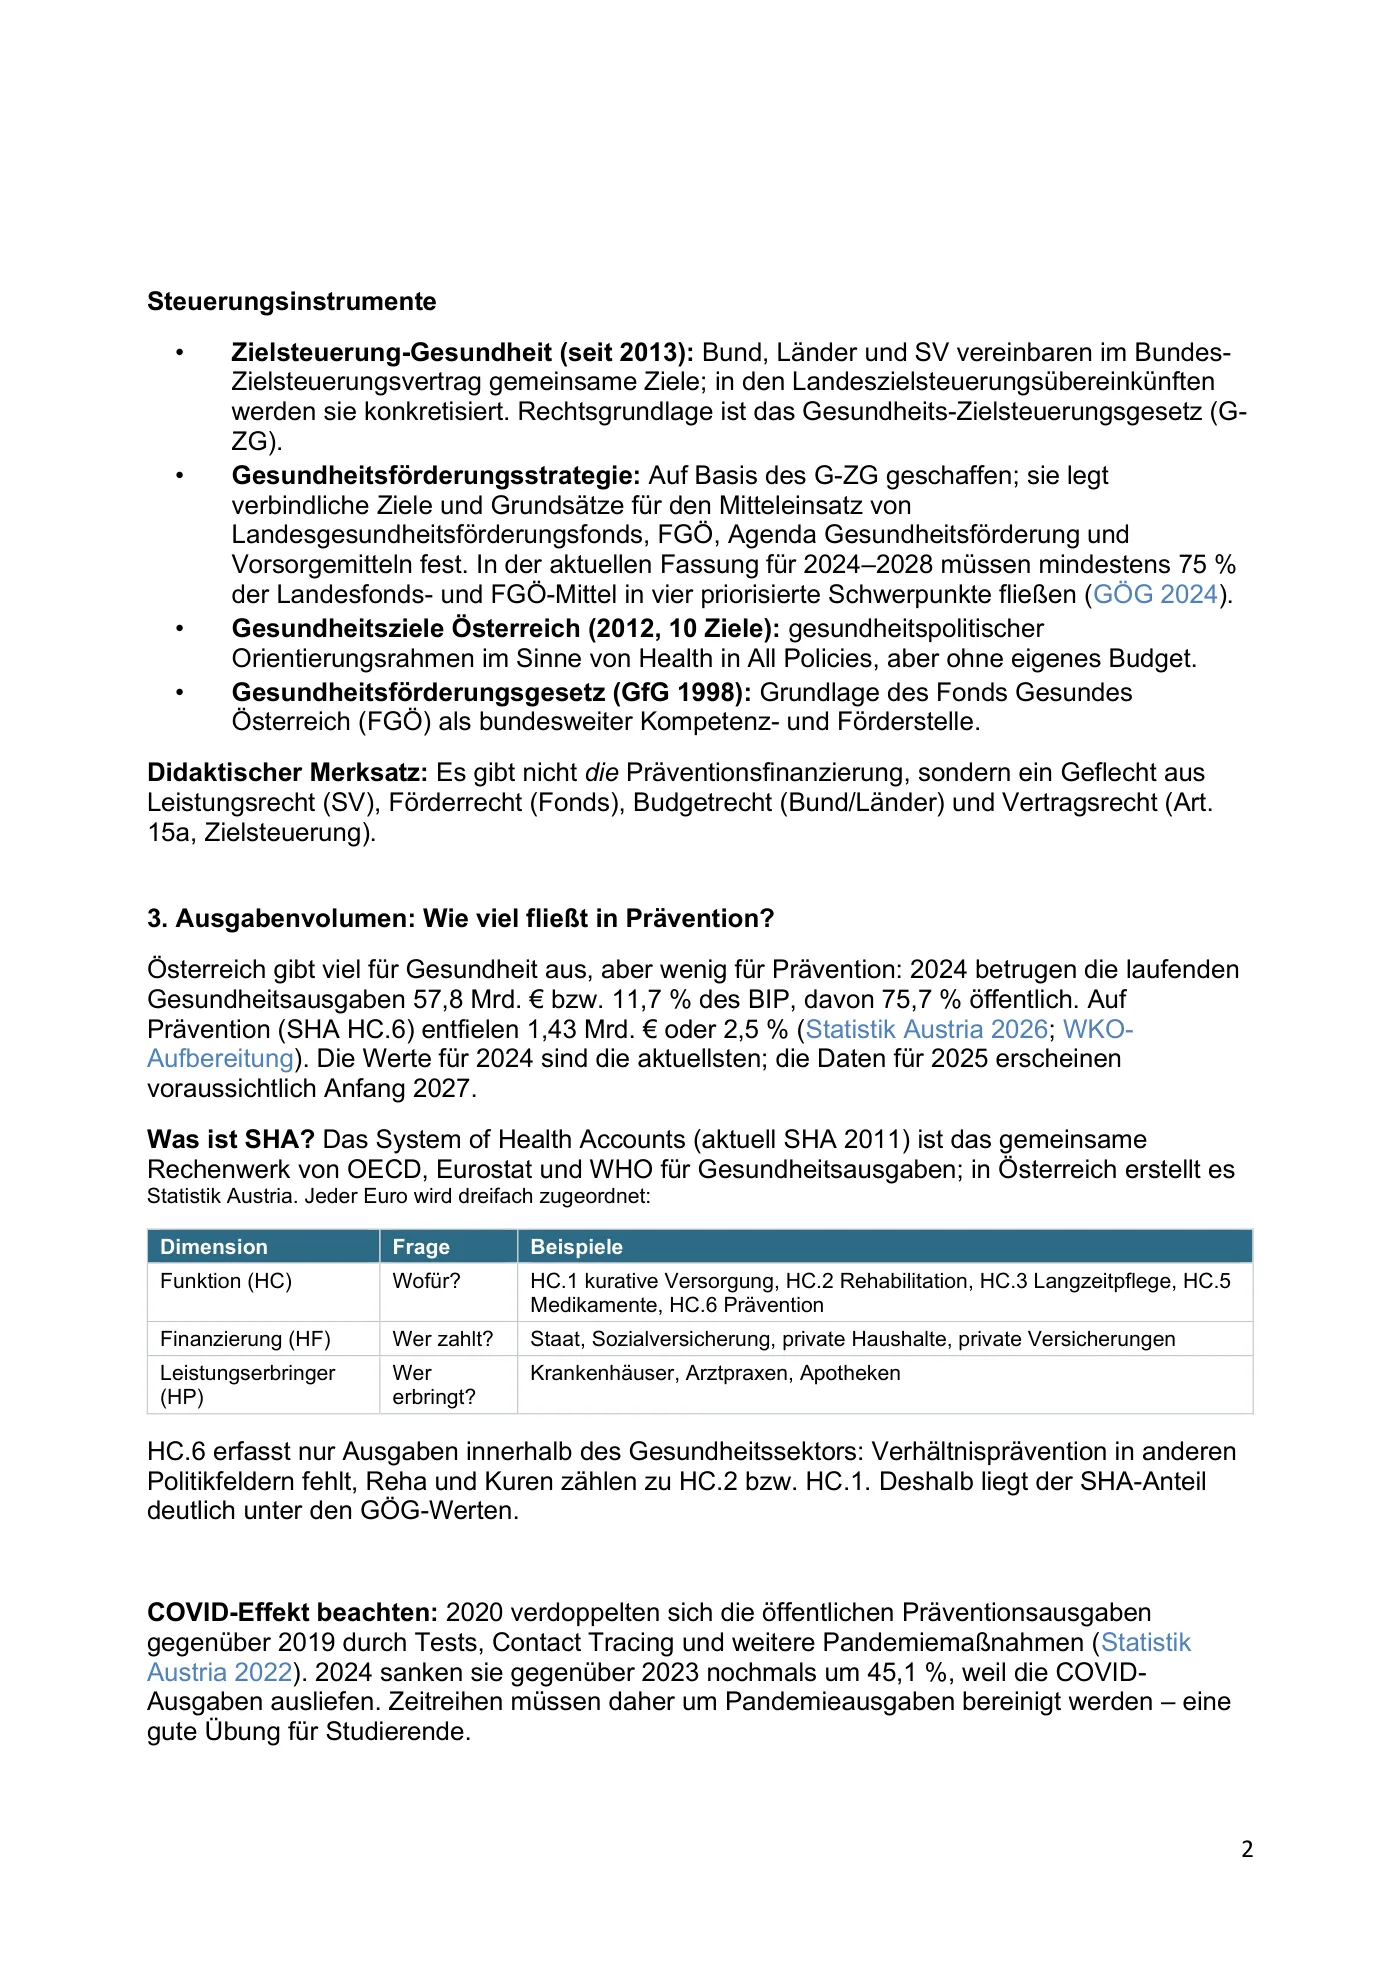 Steuerungsinstrumente
• Zielsteuerung-Gesundheit (seit 2013): Bund, Länder und SV vereinbaren im Bundes-
Zielsteuerungsvertrag gemeinsame Ziele; in den Landeszielsteuerungsübereinkünften
werden sie konkretisiert. Rechtsgrundlage ist das Gesundheits-Zielsteuerungsgesetz (G-
ZG).
• Gesundheitsförderungsstrategie: Auf Basis des G-ZG geschaffen; sie legt
verbindliche Ziele und Grundsätze für den Mitteleinsatz von
Landesgesundheitsförderungsfonds, FGÖ, Agenda Gesundheitsförderung und
Vorsorgemitteln fest. In der aktuellen Fassung für 2024–2028 müssen mindestens 75 %
der Landesfonds- und FGÖ-Mittel in vier priorisierte Schwerpunkte fließen (GÖG 2024).
• Gesundheitsziele Österreich (2012, 10 Ziele): gesundheitspolitischer
Orientierungsrahmen im Sinne von Health in All Policies, aber ohne eigenes Budget.
• Gesundheitsförderungsgesetz (GfG 1998): Grundlage des Fonds Gesundes
Österreich (FGÖ) als bundesweiter Kompetenz- und Förderstelle.
Didaktischer Merksatz: Es gibt nicht die Präventionsfinanzierung, sondern ein Geflecht aus
Leistungsrecht (SV), Förderrecht (Fonds), Budgetrecht (Bund/Länder) und Vertragsrecht (Art.
15a, Zielsteuerung).
3. Ausgabenvolumen: Wie viel fließt in Prävention?
Österreich gibt viel für Gesundheit aus, aber wenig für Prävention: 2024 betrugen die laufenden
Gesundheitsausgaben 57,8 Mrd. € bzw. 11,7 % des BIP, davon 75,7 % öffentlich. Auf
Prävention (SHA HC.6) entfielen 1,43 Mrd. € oder 2,5 % (Statistik Austria 2026; WKO-
Aufbereitung). Die Werte für 2024 sind die aktuellsten; die Daten für 2025 erscheinen
voraussichtlich Anfang 2027.
Was ist SHA? Das System of Health Accounts (aktuell SHA 2011) ist das gemeinsame
Rechenwerk von OECD, Eurostat und WHO für Gesundheitsausgaben; in Österreich erstellt es
Statistik Austria. Jeder Euro wird dreifach zugeordnet:
Dimension Frage Beispiele
Funktion (HC) Wofür? HC.1 kurative Versorgung, HC.2 Rehabilitation, HC.3 Langzeitpflege, HC.5
Medikamente, HC.6 Prävention
Finanzierung (HF) Wer zahlt? Staat, Sozialversicherung, private Haushalte, private Versicherungen
Leistungserbringer Wer Krankenhäuser, Arztpraxen, Apotheken
(HP) erbringt?
HC.6 erfasst nur Ausgaben innerhalb des Gesundheitssektors: Verhältnisprävention in anderen
Politikfeldern fehlt, Reha und Kuren zählen zu HC.2 bzw. HC.1. Deshalb liegt der SHA-Anteil
deutlich unter den GÖG-Werten.
COVID-Effekt beachten: 2020 verdoppelten sich die öffentlichen Präventionsausgaben
gegenüber 2019 durch Tests, Contact Tracing und weitere Pandemiemaßnahmen (Statistik
Austria 2022). 2024 sanken sie gegenüber 2023 nochmals um 45,1 %, weil die COVID-
Ausgaben ausliefen. Zeitreihen müssen daher um Pandemieausgaben bereinigt werden – eine
gute Übung für Studierende.
2